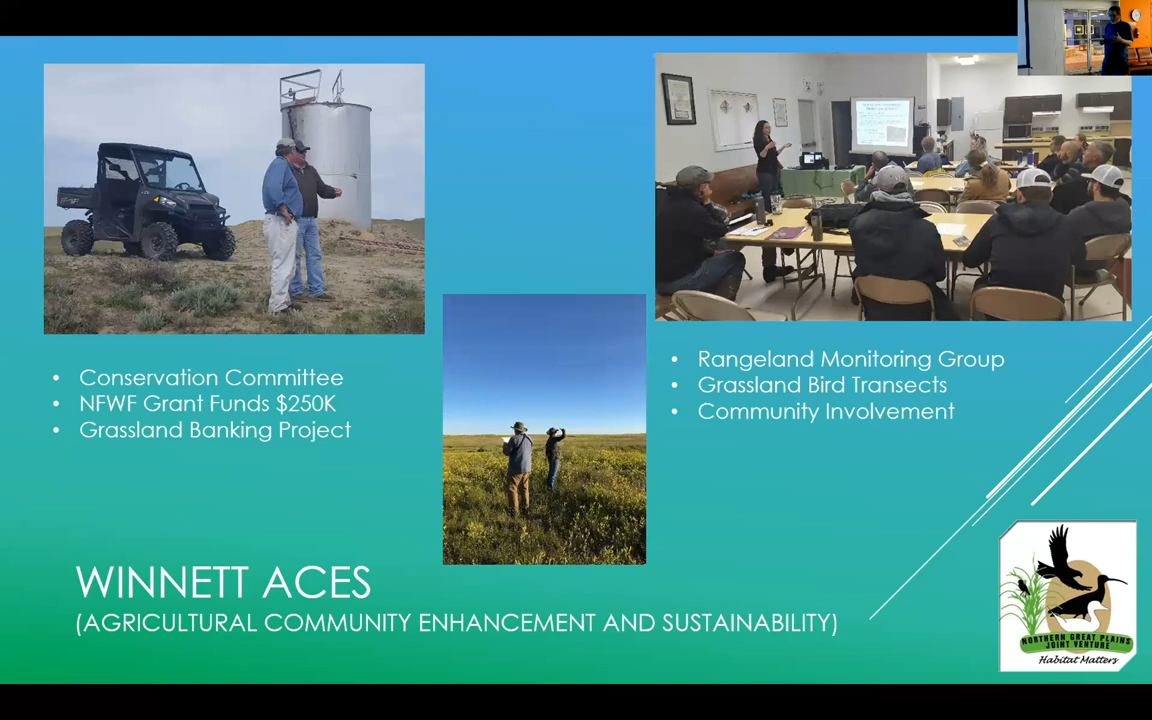 • Conservation Committee
• NFWF Grant Funds $250K
• Grassland Banking Project
• Rangeland Monitoring Group
• Grassland Bird Transects
• Community Involvement
WINNETT ACES
(AGRICULTURAL COMMUNITY ENHANCEMENT AND SUSTAINABILITY)
NORTHERN GREAT PLAINS
JOINT VENTURE
Habitat Matters